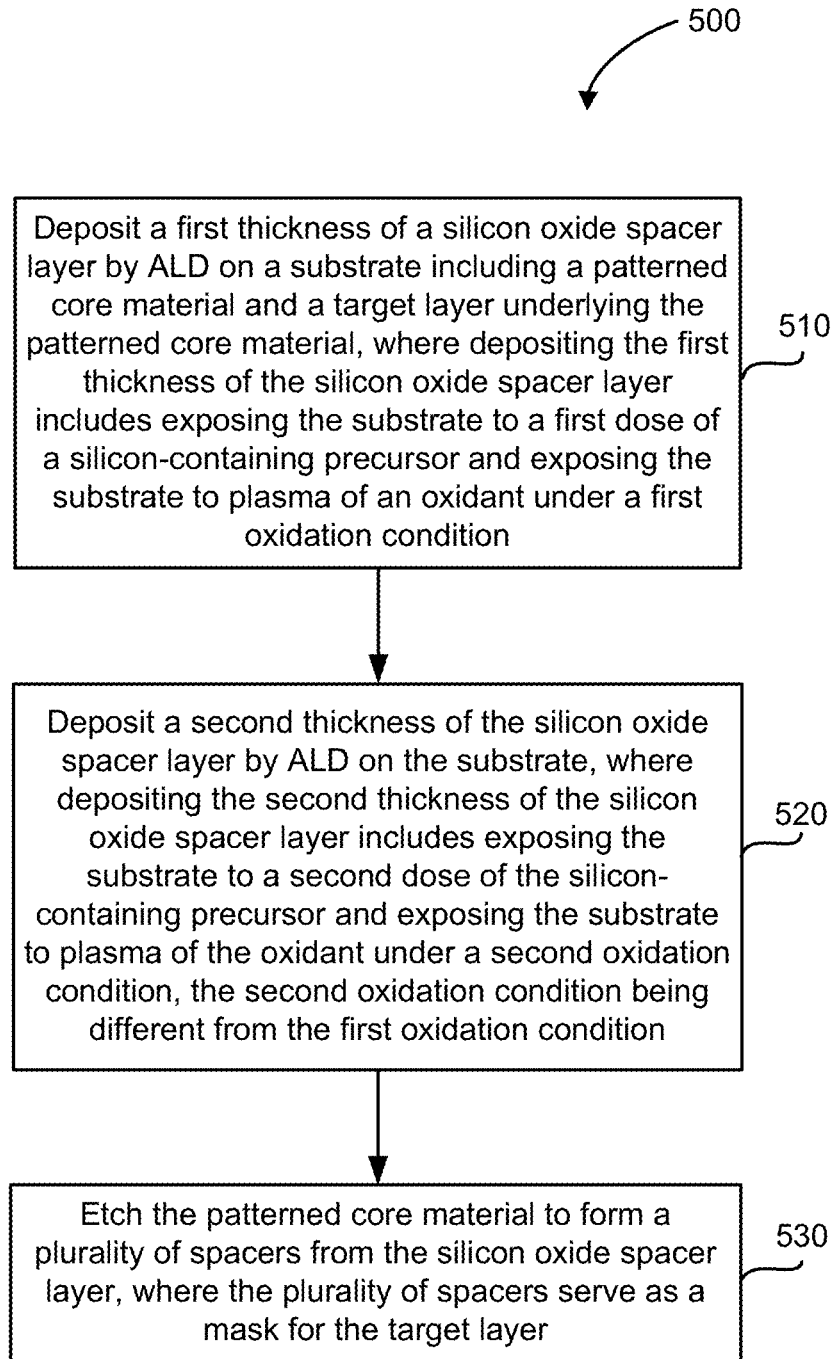 500
Deposit a first thickness of a silicon oxide spacer
layer by ALD on a substrate including a patterned
core material and a target layer underlying the
patterned core material, where depositing the first
thickness of the silicon oxide spacer layer
includes exposing the substrate to a first dose of
a silicon-containing precursor and exposing the
substrate to plasma of an oxidant under a first
oxidation condition
510
Deposit a second thickness of the silicon oxide
spacer layer by ALD on the substrate, where
depositing the second thickness of the silicon
oxide spacer layer includes exposing the
substrate to a second dose of the silicon-
containing precursor and exposing the substrate
to plasma of the oxidant under a second oxidation
condition, the second oxidation condition being
different from the first oxidation condition
520
Etch the patterned core material to form a
plurality of spacers from the silicon oxide spacer
layer, where the plurality of spacers serve as a
mask for the target layer
530